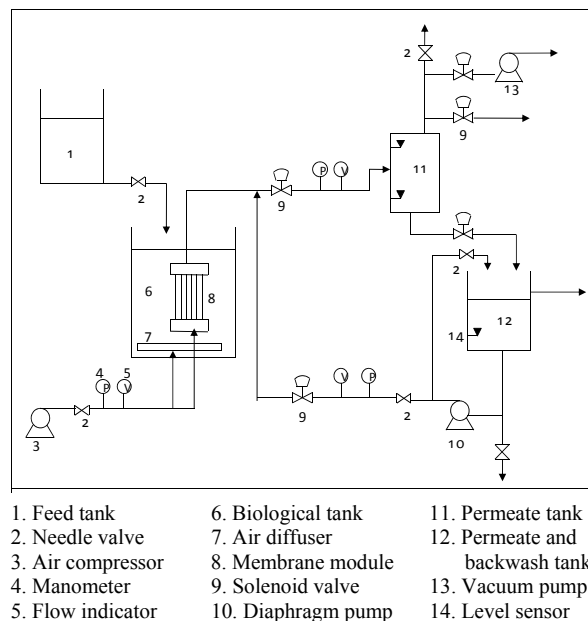 2
13
9
1
P
V
11
2
9
2
6
8
12
7
14
4
5
P
V
V
P
2
3
9
2
10
1. Feed tank
2. Needle valve
3. Air compressor
4. Manometer
5. Flow indicator
6. Biological tank
7. Air diffuser
8. Membrane module
9. Solenoid valve
10. Diaphragm pump
11. Permeate tank
12. Permeate and
backwash tank
13. Vacuum pump
14. Level sensor